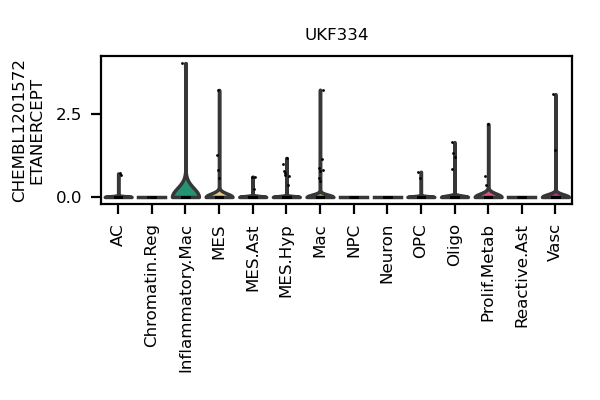 UKF334
CHEMBL1201572
ETANERCEPT
2.5
0.0
AC
Chromatin.Reg
Inflammatory.Mac
MES
MES.Ast
MES.Hyp
Mac
NPC
Neuron
OPC
Oligo
Prolif.Metab
Reactive.Ast
Vasc